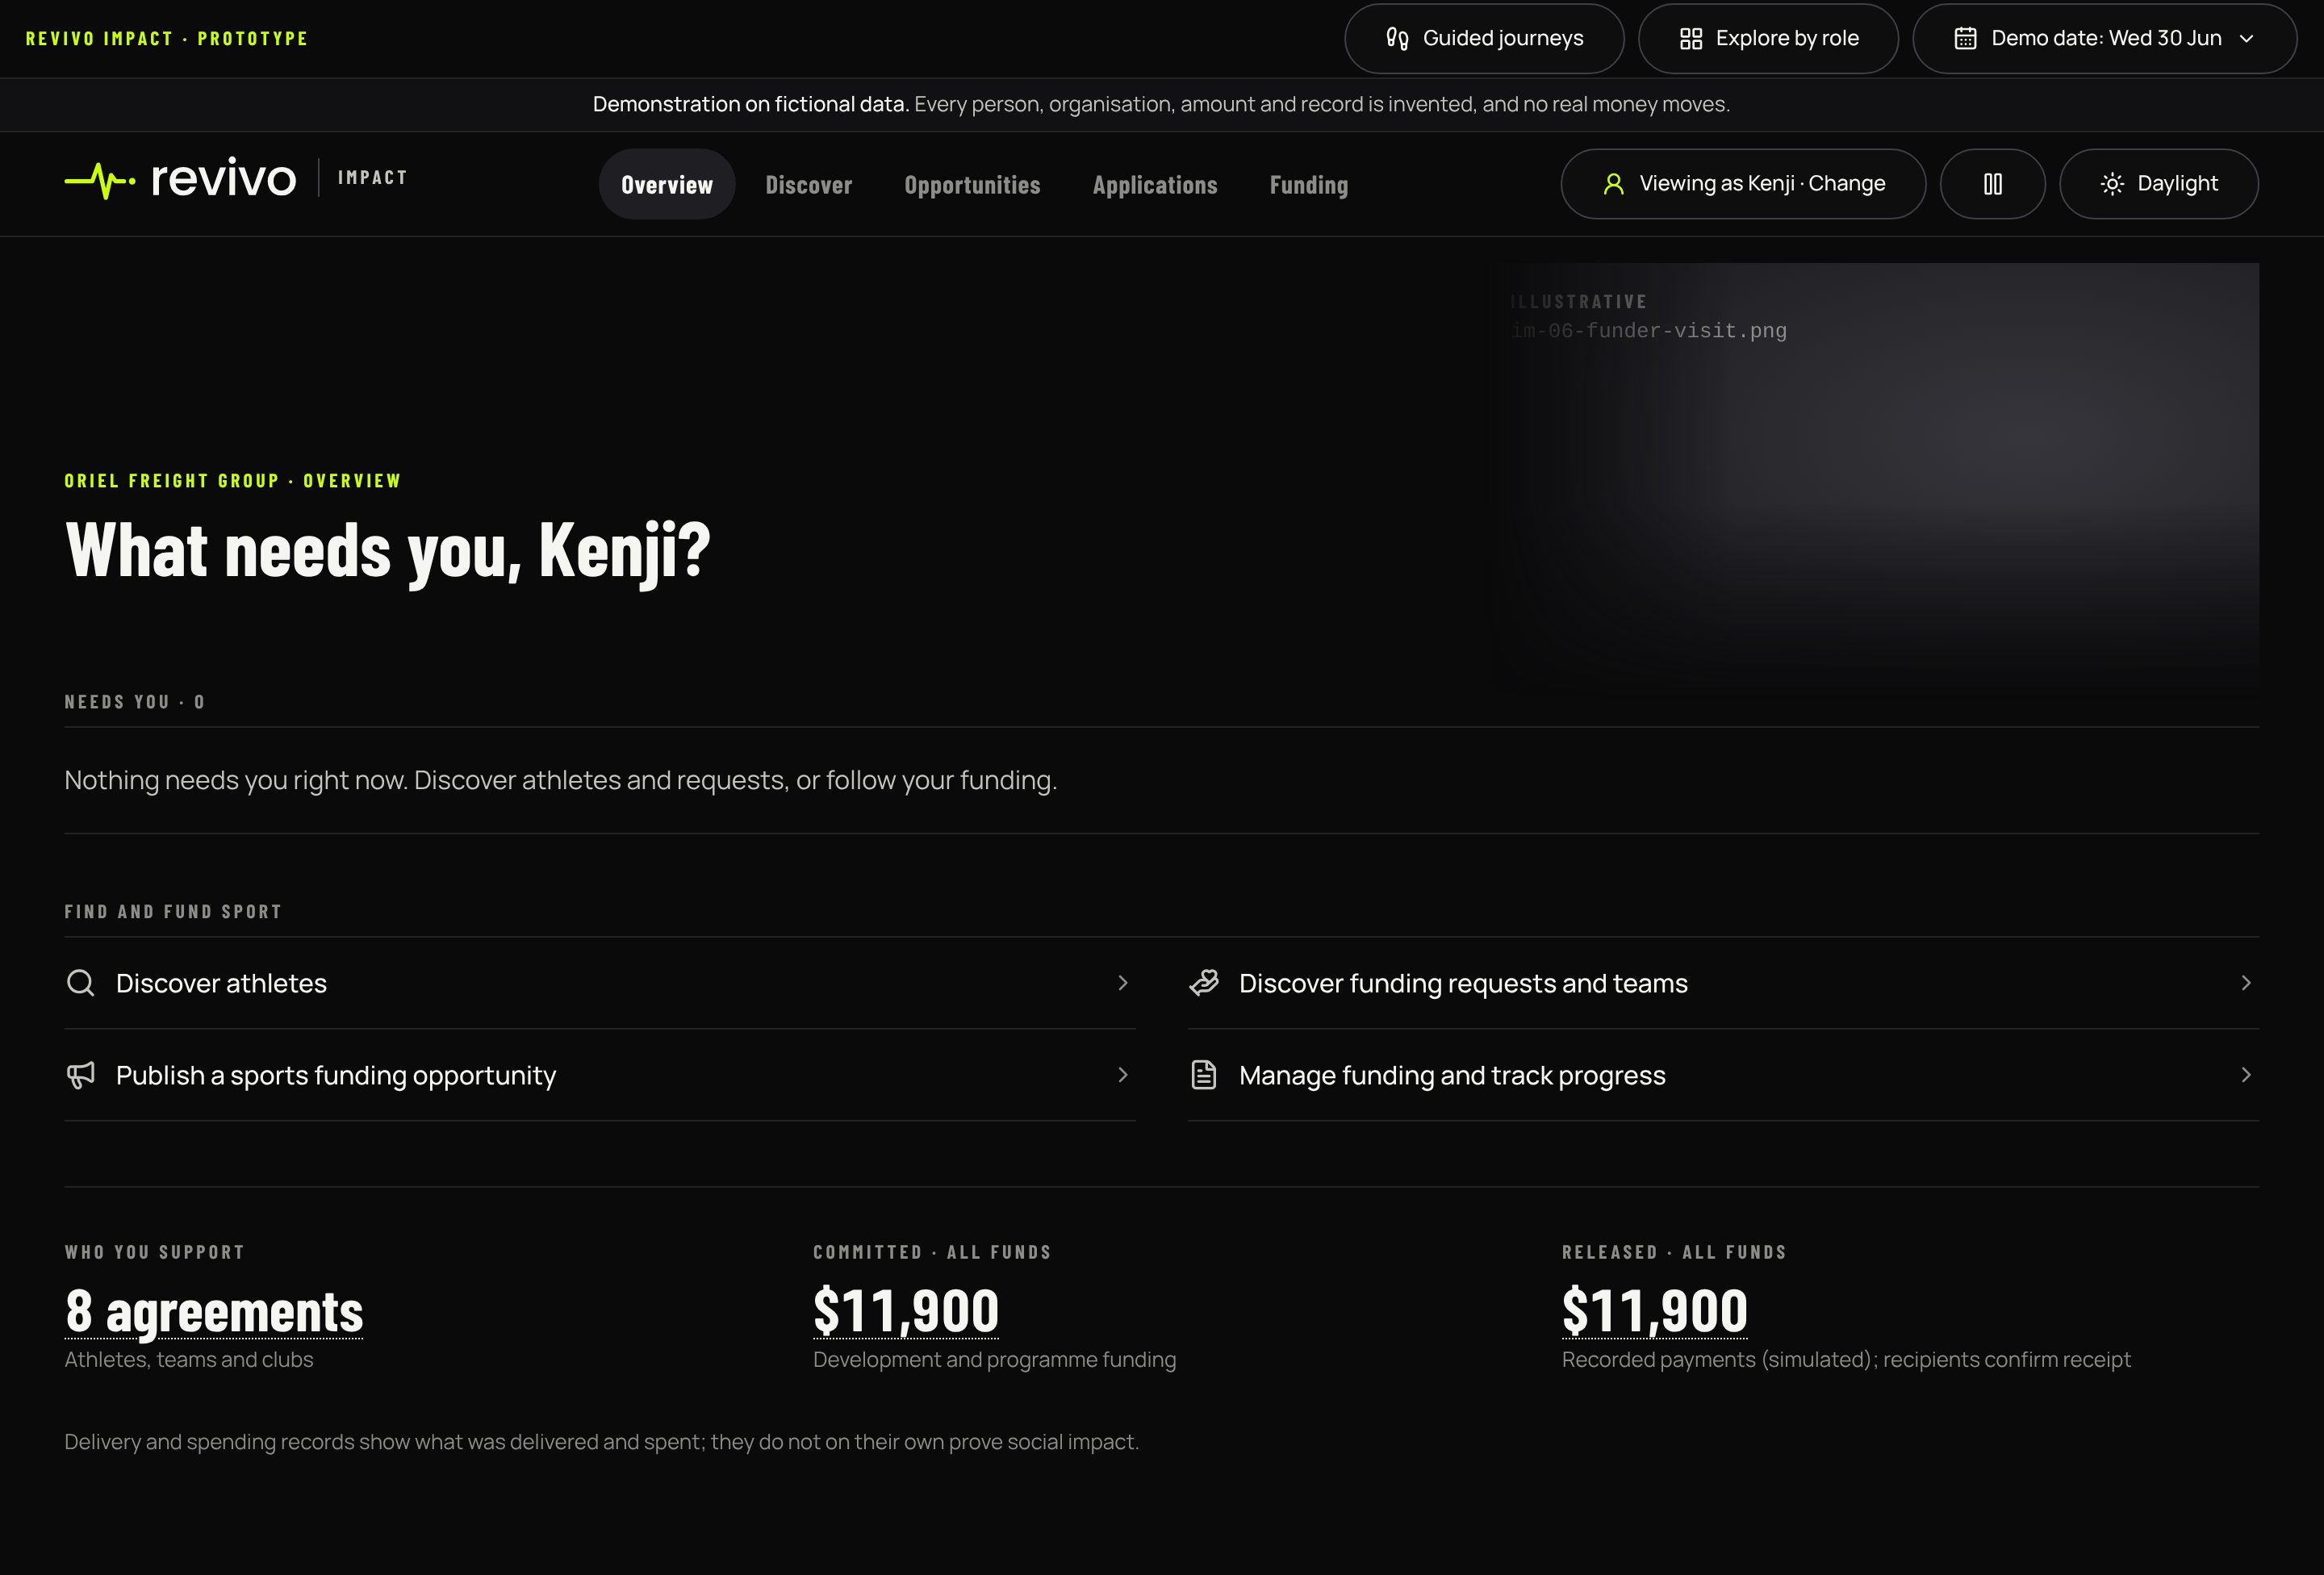 REVIVO IMPACT · PROTOTYPE
Guided journeys
Explore by role
Demo date: Wed 30 Jun
Demonstration on fictional data. Every person, organisation, amount and record is invented, and no real money moves.
revivo
IMPACT
Overview
Discover
Opportunities
Applications
Funding
Viewing as Kenji · Change
Daylight
ILLUSTRATIVE
im-06-funder-visit.png
ORIEL FREIGHT GROUP · OVERVIEW
What needs you, Kenji?
NEEDS YOU · 0
Nothing needs you right now. Discover athletes and requests, or follow your funding.
FIND AND FUND SPORT
Discover athletes
Discover funding requests and teams
Publish a sports funding opportunity
Manage funding and track progress
WHO YOU SUPPORT
8 agreements
Athletes, teams and clubs
COMMITTED · ALL FUNDS
$11,900
Development and programme funding
RELEASED · ALL FUNDS
$11,900
Recorded payments (simulated); recipients confirm receipt
Delivery and spending records show what was delivered and spent; they do not on their own prove social impact.